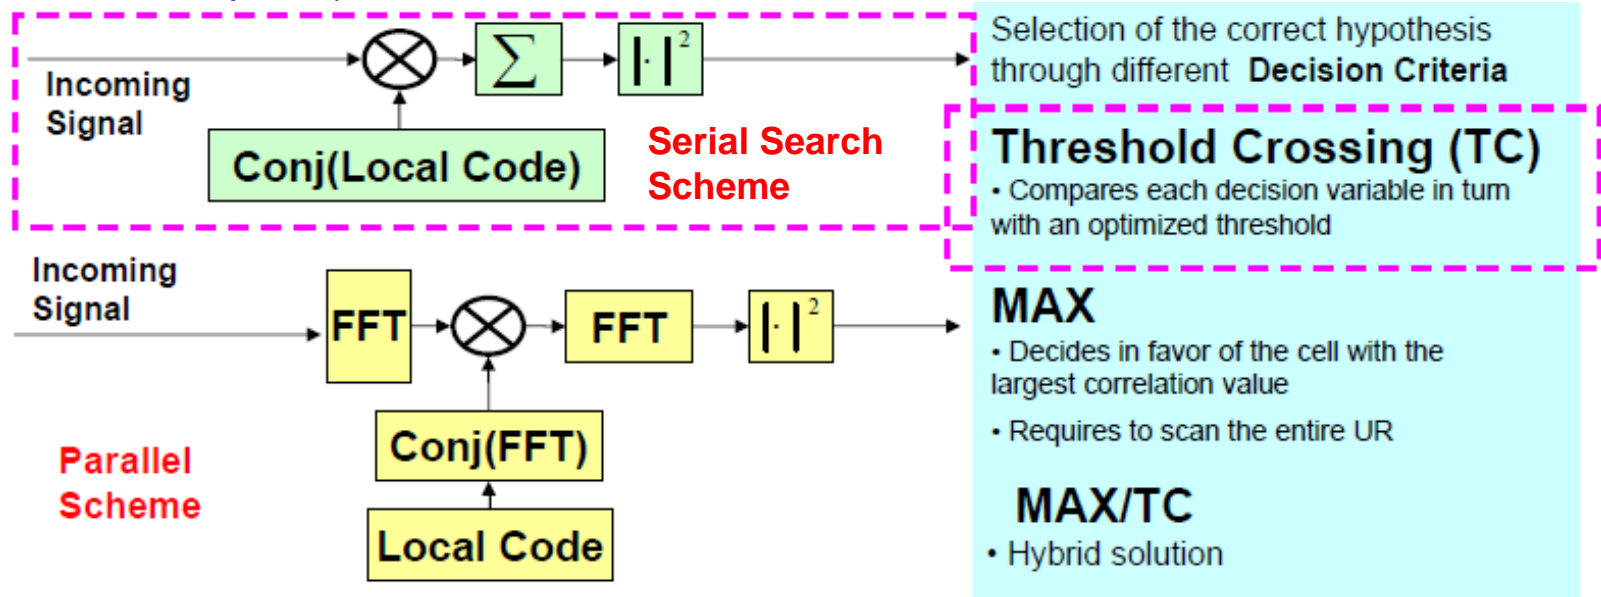 Selection of the correct hypothesis
through different Decision Criteria
Incoming
Signal
∑
|·|²
Conj(Local Code)
Serial Search
Scheme
Threshold Crossing (TC)
• Compares each decision variable in turn
with an optimized threshold
Incoming
Signal
FFT
FFT
|·|²
Conj(FFT)
Local Code
Parallel
Scheme
MAX
• Decides in favor of the cell with the
largest correlation value
• Requires to scan the entire UR
MAX/TC
• Hybrid solution